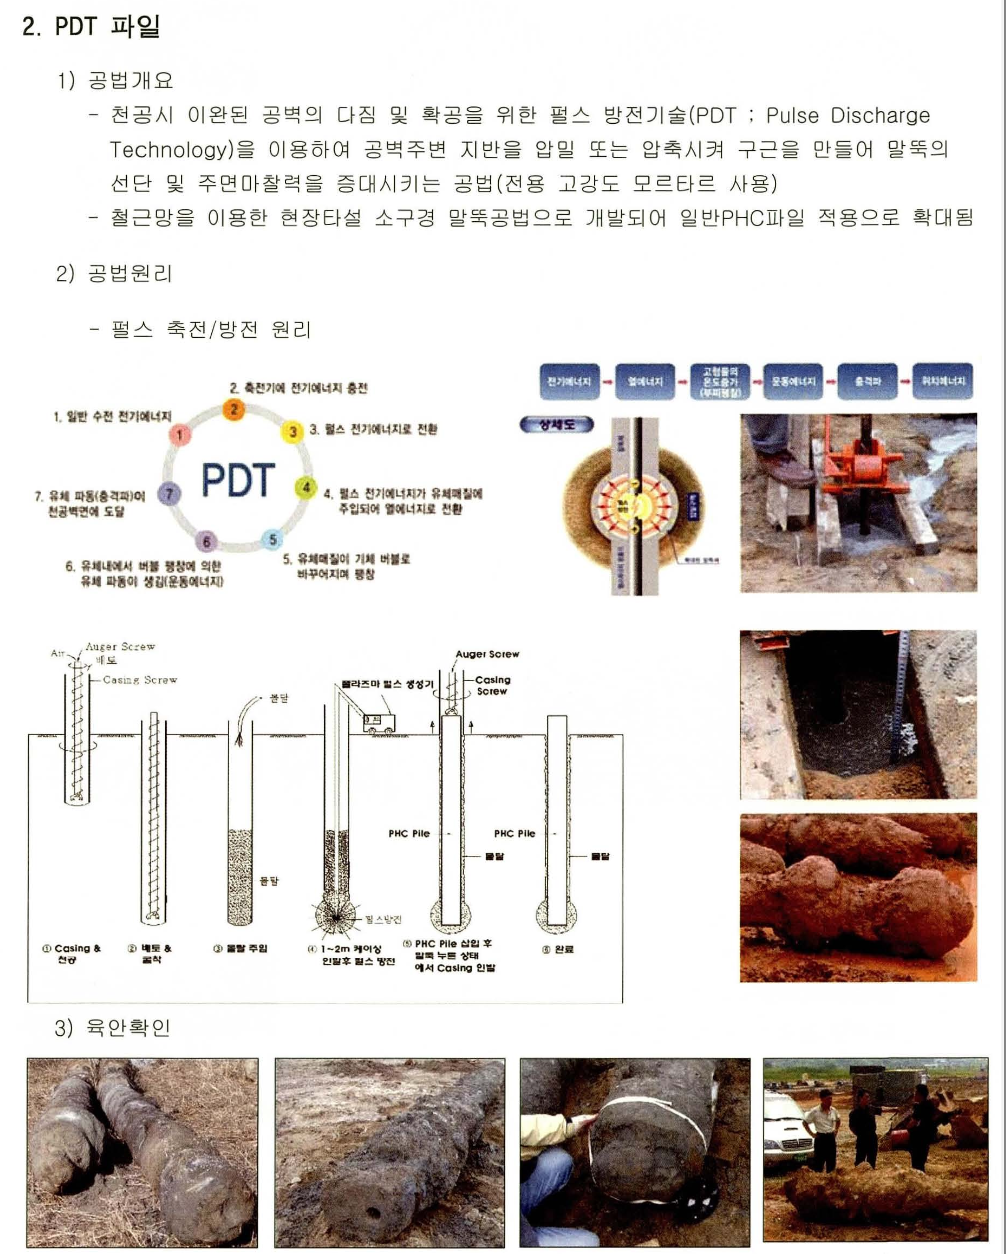 2. PDT 파일
1) 공법개요
- 천공시 이완된 공벽의 다짐 및 확공을 위한 펄스 방전기술(PDT ; Pulse Discharge
Technology)을 이용하여 공벽주변 지반을 압밀 또는 압축시켜 구근을 만들어 말뚝의
선단 및 주면마찰력을 증대시키는 공법(전용 고강도 모르타르 사용)
- 철근망을 이용한 현장타설 소구경 말뚝공법으로 개발되어 일반PHC파일 적용으로 확대됨
2) 공법원리
- 펄스 축전/방전 원리
2. 축전기에 전기에너지 충전
1. 일반 수전 전기에너지
3. 펄스 전기에너지로 전환
PDT
1
2
3
4
5
6
7
7. 유체 파동(충격파)이
천공벽면에 도달
4. 펄스 전기에너지가 유체매질에
주입되어 열에너지로 전환
6. 유체내에서 버블 팽창에 의한
유체 파동이 생김(운동에너지)
5. 유체매질이 기체 버블로
바꾸어지며 팽창
전기에너지
열에너지
고형물의
온도증가
(부피팽창)
운동에너지
충격파
위치에너지
상세도
펄스
방전
Air
Auger Screw
배토
Casing Screw
몰탈
플라즈마 펄스 생성기
Auger Screw
Casing
Screw
PHC Pile
PHC Pile
몰탈
몰탈
몰탈
펄스방전
① Casing &
천공
② 배토 &
굴착
③ 몰탈 주입
④ 1~2m 케이싱
인발후 펄스 방전
⑤ PHC Pile 삽입 후
말뚝 누른 상태
에서 Casing 인발
⑥ 완료
3) 육안확인